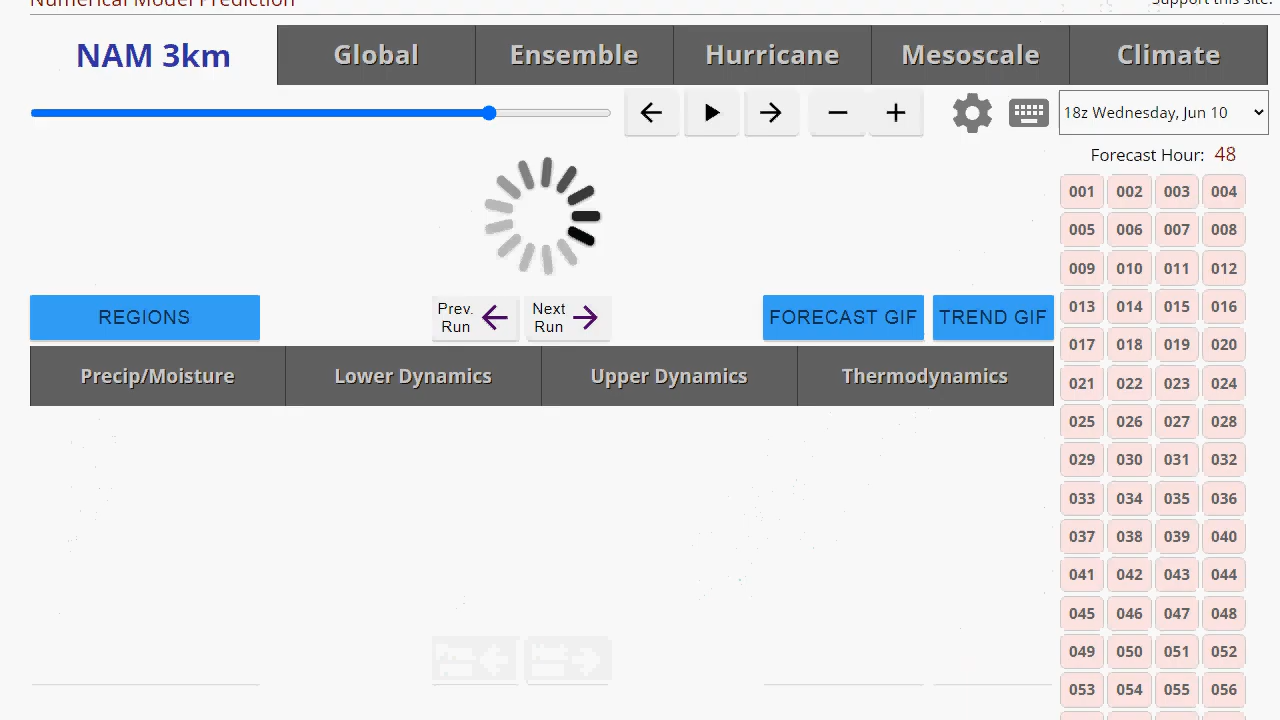 Numerical Model Prediction
Support this site:
NAM 3km Global Ensemble Hurricane Mesoscale Climate
18z Wednesday, Jun 10
Forecast Hour: 48
001 002 003 004
005 006 007 008
009 010 011 012
REGIONS
Prev. Run
Next Run
FORECAST GIF
TREND GIF
013 014 015 016
017 018 019 020
Precip/Moisture Lower Dynamics Upper Dynamics Thermodynamics
021 022 023 024
025 026 027 028
029 030 031 032
033 034 035 036
037 038 039 040
041 042 043 044
045 046 047 048
049 050 051 052
053 054 055 056